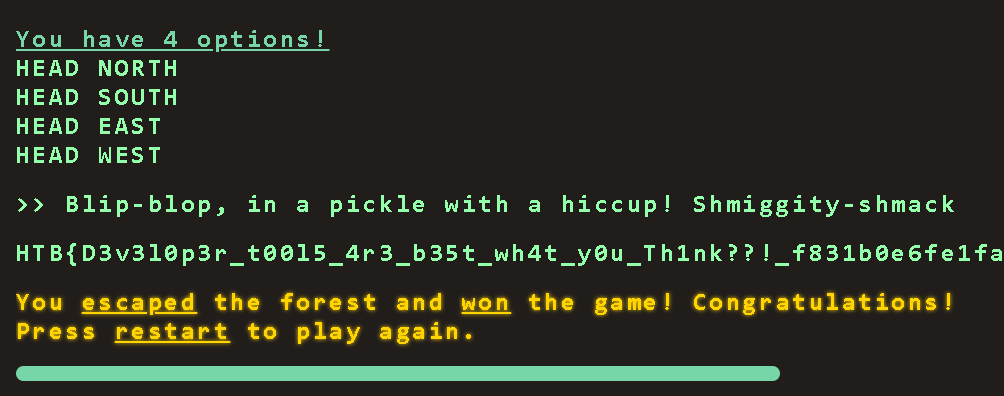 You have 4 options!
HEAD NORTH
HEAD SOUTH
HEAD EAST
HEAD WEST
>> Blip-blop, in a pickle with a hiccup! Shmiggity-shmack
HTB{D3v3l0p3r_t00l5_4r3_b35t_wh4t_y0u_Th1nk??!_f831b0e6fe1fa
You escaped the forest and won the game! Congratulations!
Press restart to play again.